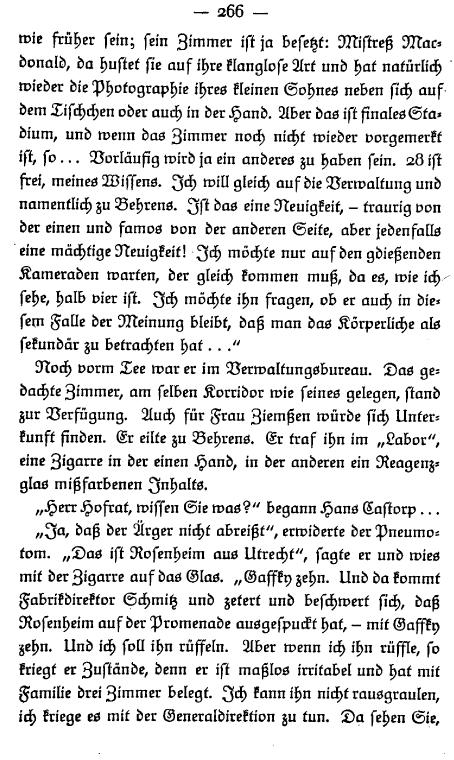 — 266 —
wie früher sein; sein Zimmer ist ja besetzt: Mistreß Mac-
donald, da hustet sie auf ihre klanglose Art und hat natürlich
wieder die Photographie ihres kleinen Sohnes neben sich auf
dem Tischchen oder auch in der Hand. Aber das ist finales Sta-
dium, und wenn das Zimmer noch nicht wieder vorgemerkt
ist, so... Vorläufig wird ja ein anderes zu haben sein. 28 ist
frei, meines Wissens. Ich will gleich auf die Verwaltung und
namentlich zu Behrens. Ist das eine Neuigkeit, – traurig von
der einen und famos von der anderen Seite, aber jedenfalls
eine mächtige Neuigkeit! Ich möchte nur auf den gdießenden
Kameraden warten, der gleich kommen muß, da es, wie ich
sehe, halb vier ist. Ich möchte ihn fragen, ob er auch in die-
sem Falle der Meinung bleibt, daß man das Körperliche als
sekundär zu betrachten hat . . .“
Noch vorm Tee war er im Verwaltungsbureau. Das ge-
dachte Zimmer, am selben Korridor wie seines gelegen, stand
zur Verfügung. Auch für Frau Ziemßen würde sich Unter-
kunft finden. Er eilte zu Behrens. Er traf ihn im „Labor“,
eine Zigarre in der einen Hand, in der anderen ein Reagenz-
glas mißfarbenen Inhalts.
„Herr Hofrat, wissen Sie was?“ begann Hans Castorp...
„Ja, daß der Ärger nicht abreißt“, erwiderte der Pneumo-
tom. „Das ist Rosenheim aus Utrecht“, sagte er und wies
mit der Zigarre auf das Glas. „Gaffky zehn. Und da kommt
Fabrikdirektor Schmitz und zetert und beschwert sich, daß
Rosenheim auf der Promenade ausgespuckt hat, – mit Gaffky
zehn. Und ich soll ihn rüffeln. Aber wenn ich ihn rüffle, so
kriegt er Zustände, denn er ist maßlos irritabel und hat mit
Familie drei Zimmer belegt. Ich kann ihn nicht rausgraulen,
ich kriege es mit der Generaldirektion zu tun. Da sehen Sie,